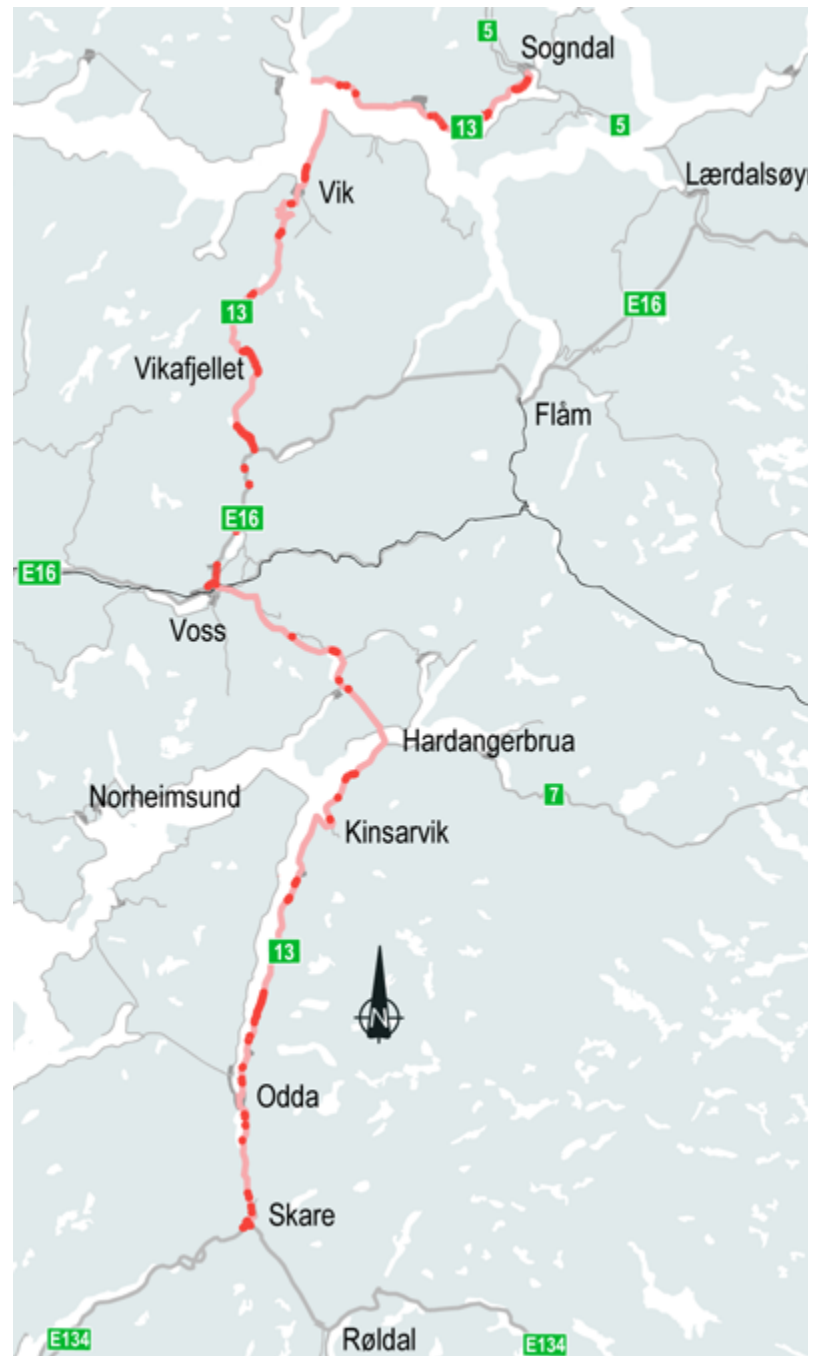 5
Sogndal
13
5
Lærdalsøy
Vik
E16
13
Vikafjellet
Flåm
E16
E16
Voss
Hardangerbrua
Norheimsund
7
Kinsarvik
13
N
Odda
Skare
E134
Røldal
E134